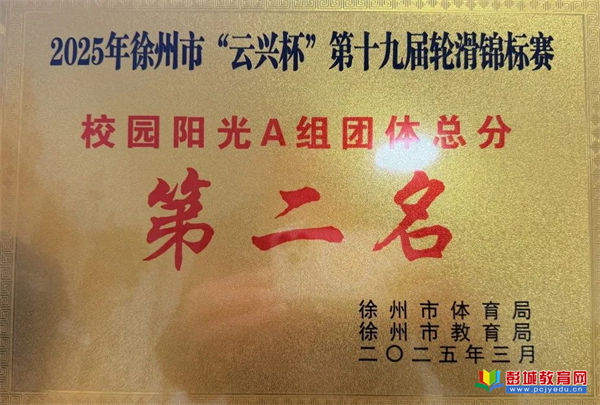 2025年徐州市“云兴杯”第十九届轮滑锦标赛
校园阳光A组团体总分
第二名
徐州市体育局
徐州市教育局
二〇二五年三月
彭城教育网
www.pcjyedu.cn